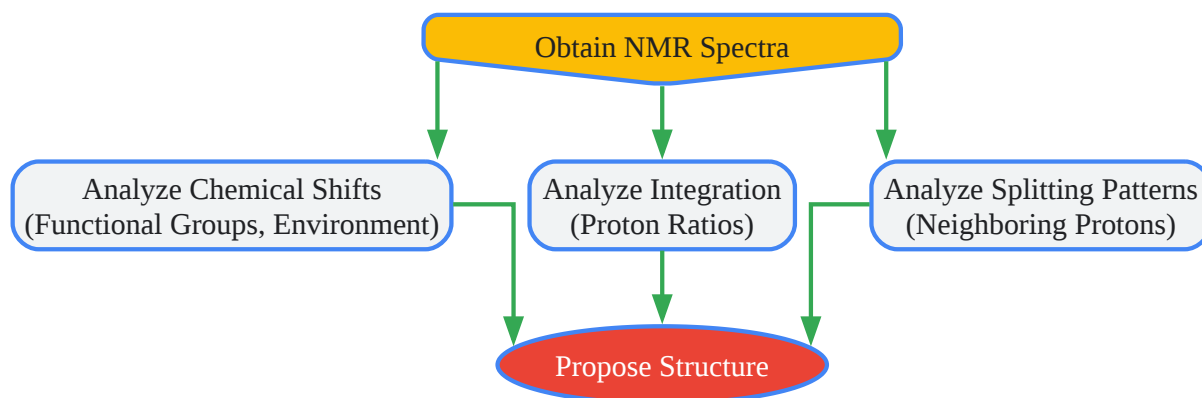 Obtain NMR Spectra
Analyze Chemical Shifts
(Functional Groups, Environment)
Analyze Integration
(Proton Ratios)
Analyze Splitting Patterns
(Neighboring Protons)
Propose Structure